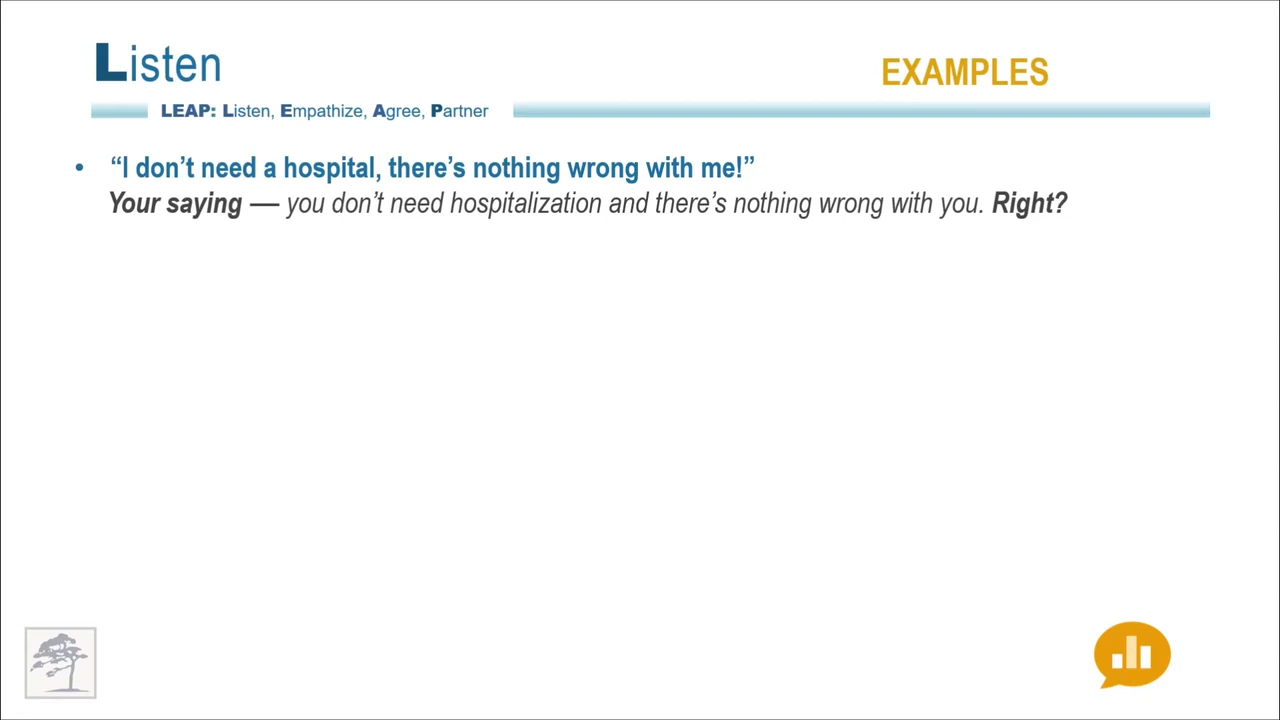 Listen
EXAMPLES
LEAP: Listen, Empathize, Agree, Partner
• “I don’t need a hospital, there’s nothing wrong with me!”
Your saying — you don’t need hospitalization and there’s nothing wrong with you. Right?